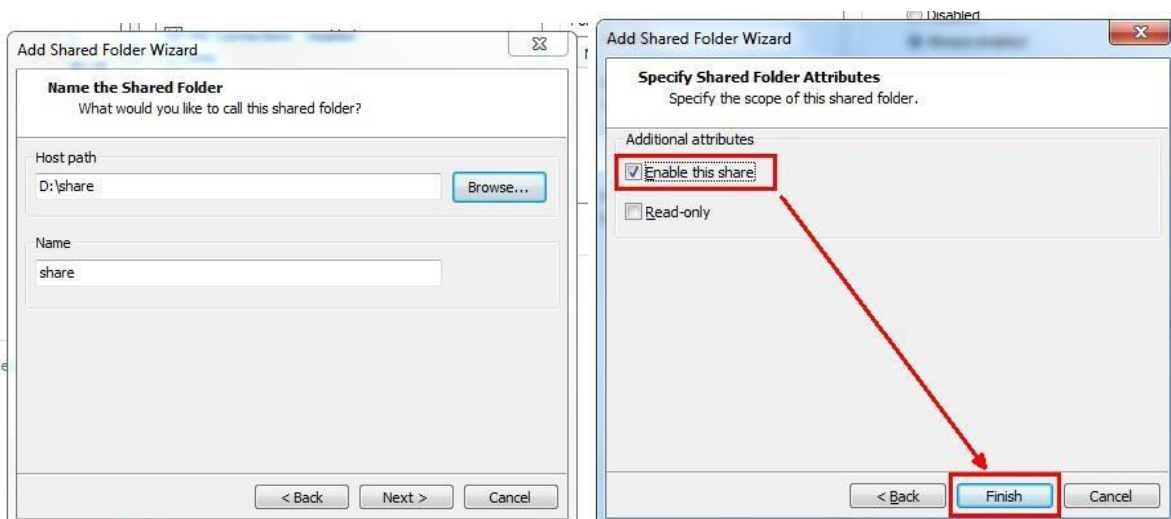 Add Shared Folder Wizard
Name the Shared Folder
What would you like to call this shared folder?
Host path
D:\share
Browse...
Name
share
< Back
Next >
Cancel
Disabled
Add Shared Folder Wizard
Specify Shared Folder Attributes
Specify the scope of this shared folder.
Additional attributes
Enable this share
Read-only
< Back
Finish
Cancel